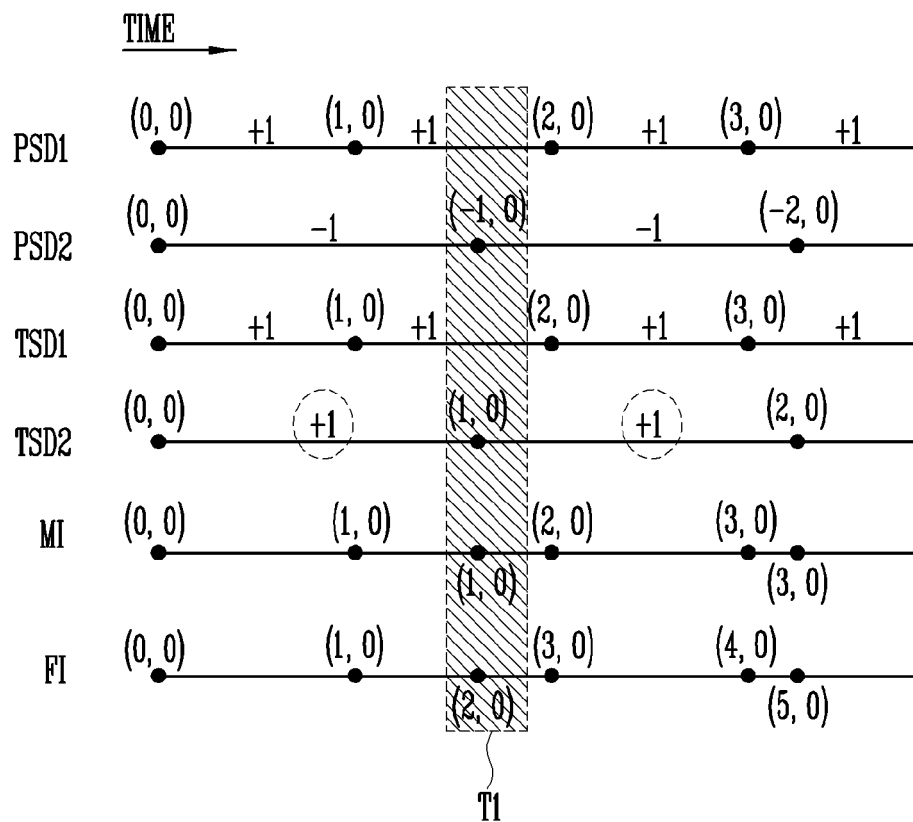 TIME
(0, 0) +1 (1, 0) +1 (2, 0) +1 (3, 0) +1
PSD1
(0, 0) -1 (-1, 0) -1 (-2, 0)
PSD2
(0, 0) +1 (1, 0) +1 (2, 0) +1 (3, 0) +1
TSD1
(0, 0) +1 (1, 0) +1 (2, 0)
TSD2
(0, 0) (1, 0) (2, 0) (3, 0)
MI
(1, 0) (3, 0)
(0, 0) (1, 0) (3, 0) (4, 0)
FI
(2, 0) (5, 0)
T1